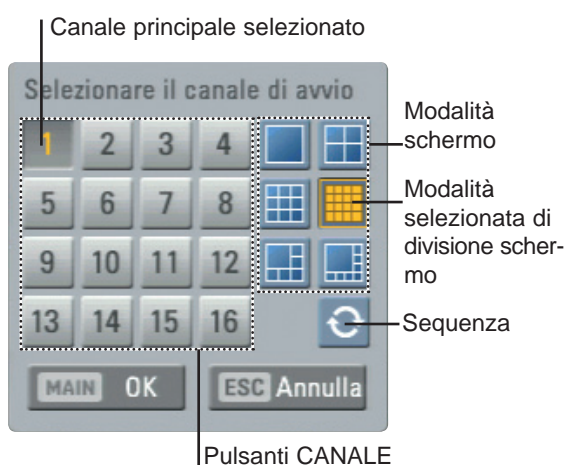 Canale principale selezionato
Selezionare il canale di avvio
1 2 3 4
5 6 7 8
9 10 11 12
13 14 15 16
MAIN OK ESC Annulla
Modalità
schermo
Modalità
selezionata di
divisione scher-
mo
Sequenza
Pulsanti CANALE